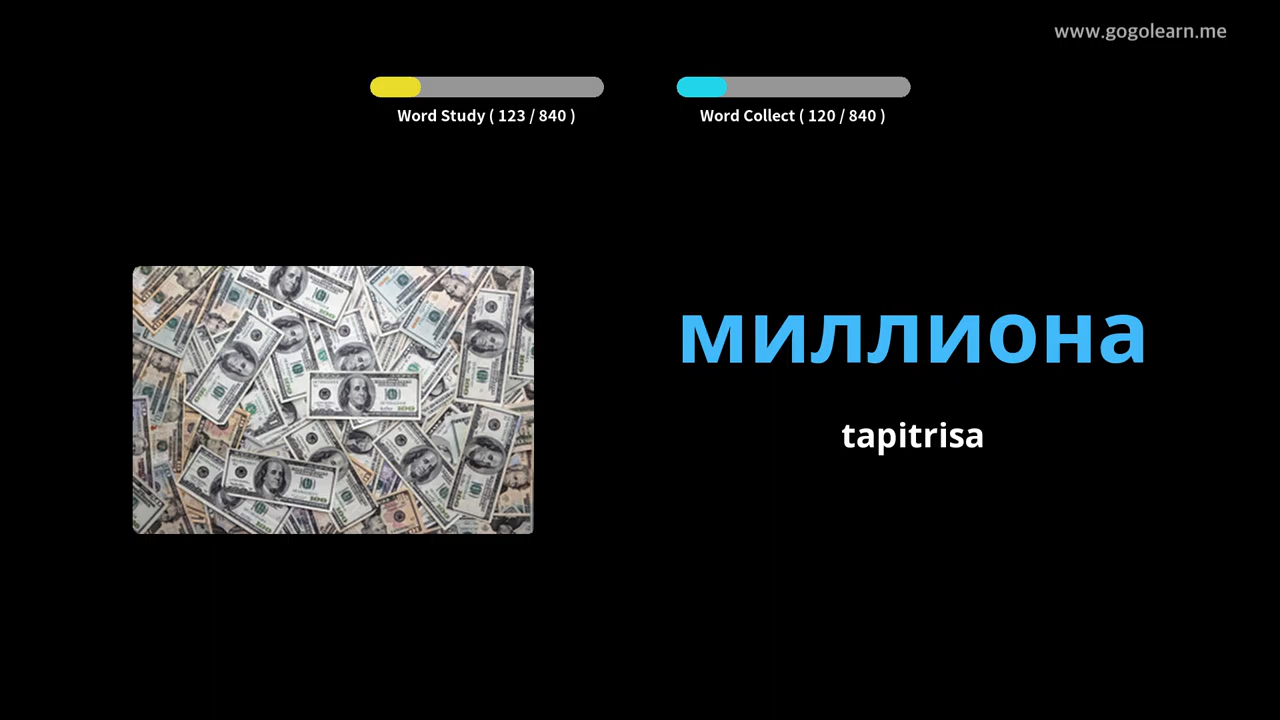 www.gogolearn.me
Word Study ( 123 / 840 )
Word Collect ( 120 / 840 )
миллиона
tapitrisa